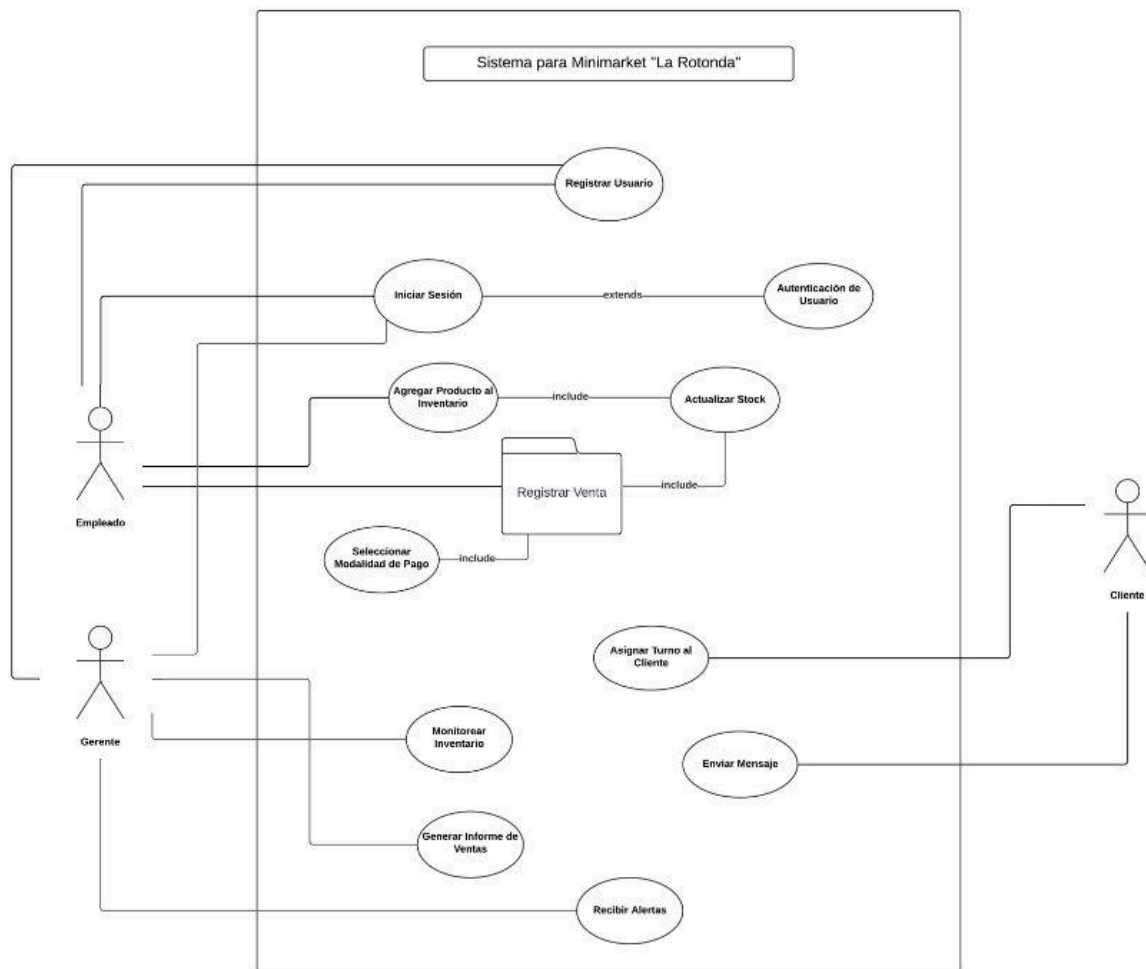 Sistema para Minimarket "La Rotonda"
Registrar Usuario
Iniciar Sesión
extends
Autenticación de
Usuario
Agregar Producto al
Inventario
include
Actualizar Stock
Registrar Venta
include
Empleado
Seleccionar
Modalidad de Pago
include
Cliente
Asignar Turno al
Cliente
Gerente
Monitorear
Inventario
Enviar Mensaje
Generar Informe de
Ventas
Recibir Alertas